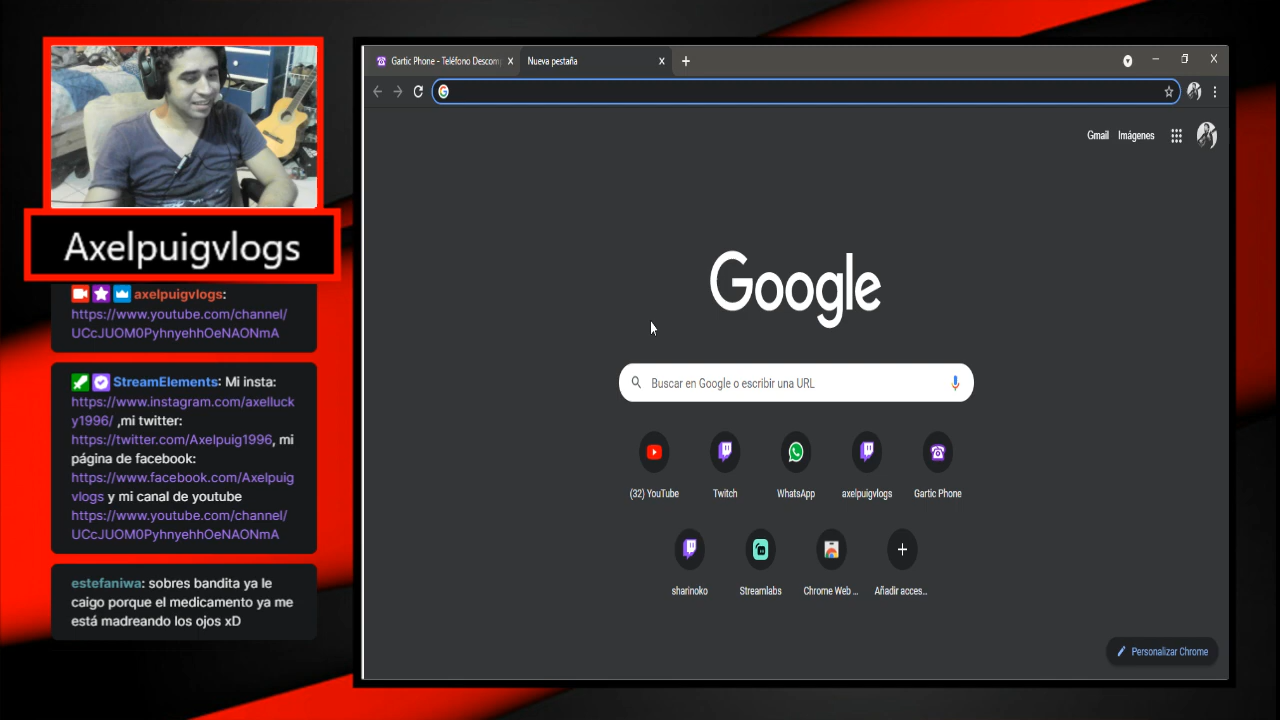 Axelpuigvlogs
axelpuigvlogs:
https://www.youtube.com/channel/
UCcJUOM0PyhnyehhOeNAONmA
StreamElements: Mi insta:
https://www.instagram.com/axelluck
y1996/ ,mi twitter:
https://twitter.com/Axelpuig1996, mi
página de facebook:
https://www.facebook.com/Axelpuig
vlogs y mi canal de youtube
https://www.youtube.com/channel/
UCcJUOM0PyhnyehhOeNAONmA
estefaniwa: sobres bandita ya le
caigo porque el medicamento ya me
está madreando los ojos xD
Gartic Phone - Teléfono Descom
Nueva pestaña
Gmail Imágenes
Google
Buscar en Google o escribir una URL
(32) YouTube Twitch WhatsApp axelpuigvlogs Gartic Phone
sharinoko Streamlabs Chrome Web ... Añadir acces...
Personalizar Chrome